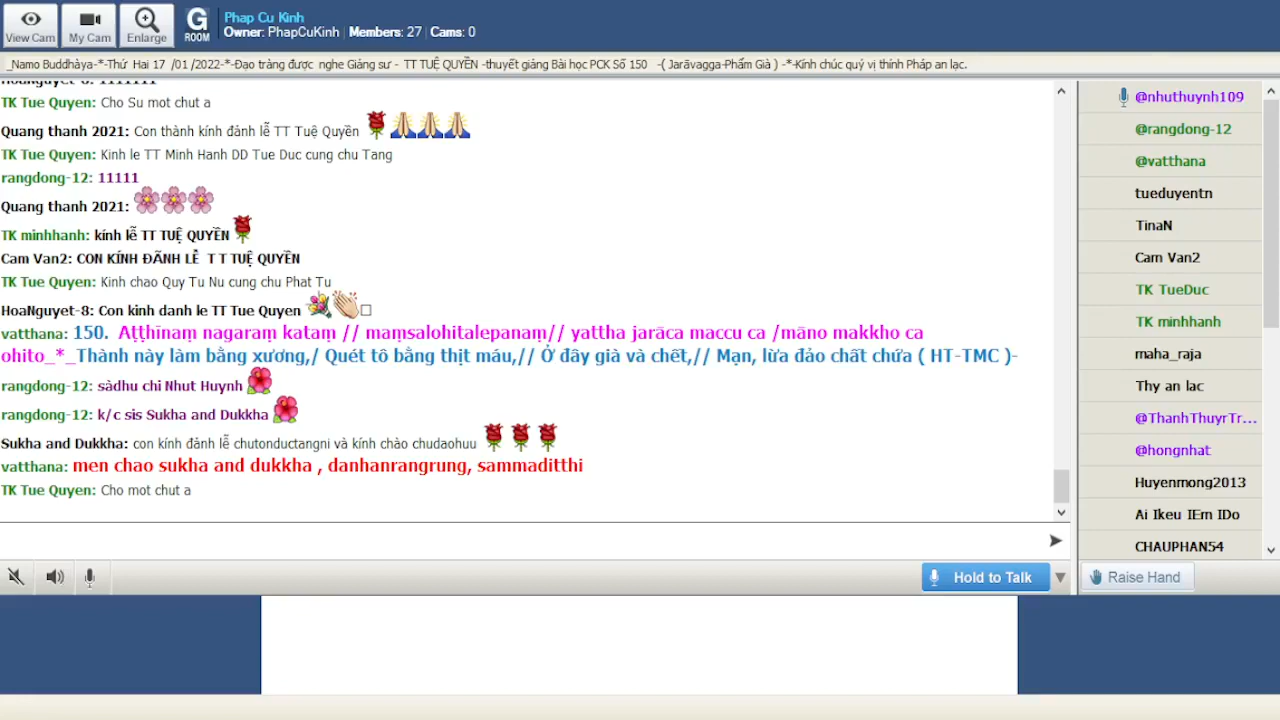 View Cam
My Cam
Enlarge
G
ROOM
Phap Cu Kinh
Owner: PhapCuKinh | Members: 27 | Cams: 0
_Namo Buddhàya-*-Thứ Hai 17 /01 /2022-*-Đạo tràng được nghe Giảng sư - TT TUỆ QUYỀN -thuyết giảng Bài học PCK Số 150 -( Jarāvagga-Phẩm Già ) -*-Kính chúc quý vị thính Pháp an lạc.
HoaNguyet-8: 1111111
TK Tue Quyen: Cho Su mot chut a
Quang thanh 2021: Con thành kính đảnh lễ TT Tuệ Quyền
TK Tue Quyen: Kinh le TT Minh Hanh DD Tue Duc cung chu Tang
rangdong-12: 11111
Quang thanh 2021:
TK minhhanh: kính lễ TT TUỆ QUYỀN
Cam Van2: CON KÍNH ĐÃNH LỄ T T TUỆ QUYỀN
TK Tue Quyen: Kinh chao Quy Tu Nu cung chu Phat Tu
HoaNguyet-8: Con kinh danh le TT Tue Quyen
vatthana: 150. Aṭṭhīnaṃ nagaraṃ kataṃ // maṃsalohitalepanaṃ// yattha jarāca maccu ca /māno makkho ca
ohito_*_Thành này làm bằng xương,/ Quét tô bằng thịt máu,// Ở đây già và chết,// Mạn, lừa đảo chất chứa ( HT-TMC )-
rangdong-12: sàdhu chi Nhut Huynh
rangdong-12: k/c sis Sukha and Dukkha
Sukha and Dukkha: con kính đảnh lễ chutonductangni và kính chào chudaohuu
vatthana: men chao sukha and dukkha , danhanrangrung, sammaditthi
TK Tue Quyen: Cho mot chut a
Hold to Talk
@nhuthuynh109
@rangdong-12
@vatthana
tueduyentn
TinaN
Cam Van2
TK TueDuc
TK minhhanh
maha_raja
Thy an lac
@ThanhThuyrTr...
@hongnhat
Huyenmong2013
Ai Ikeu IEm IDo
CHAUPHAN54
Raise Hand